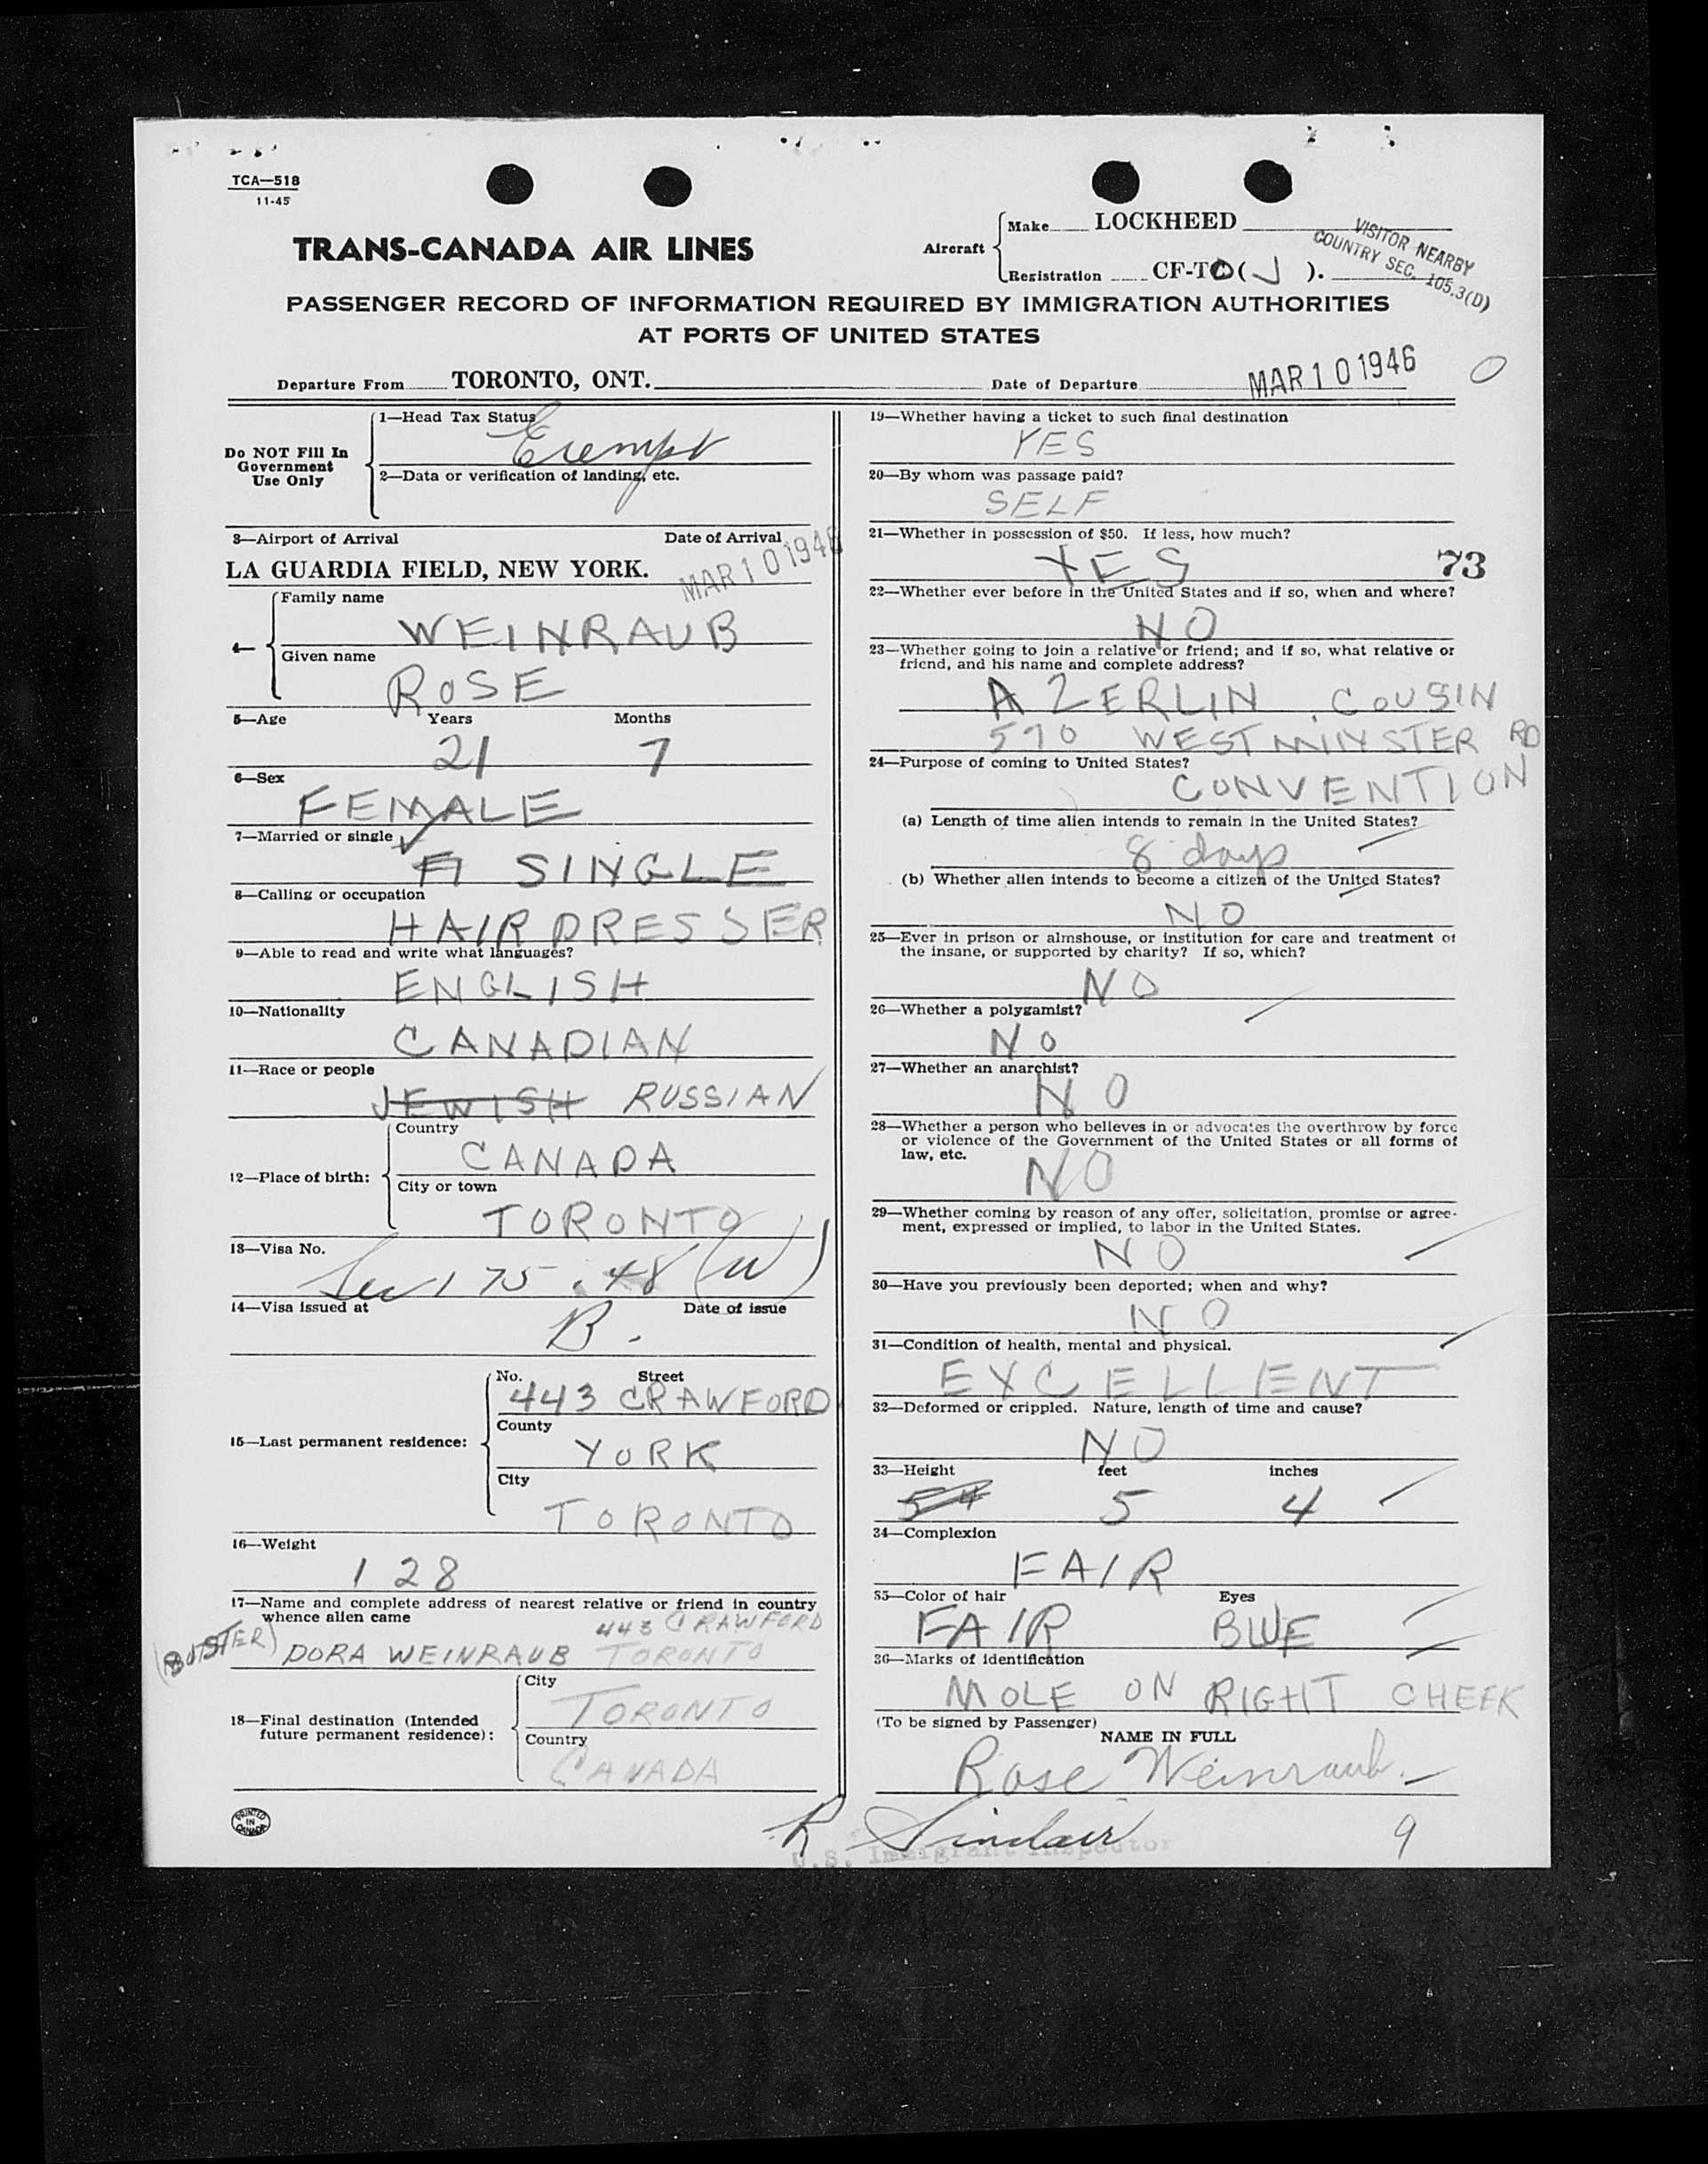 TCA—518
11-45
TRANS-CANADA AIR LINES
Aircraft
Make LOCKHEED
Registration CF-TC ( J ).
VISITOR NEARBY
COUNTRY SEC. 105.3(D)
PASSENGER RECORD OF INFORMATION REQUIRED BY IMMIGRATION AUTHORITIES
AT PORTS OF UNITED STATES
Departure From TORONTO, ONT.
Date of Departure MAR 10 1946
0
Do NOT Fill In
Government
Use Only
1—Head Tax Status
Exempt
2—Data or verification of landing, etc.
3—Airport of Arrival Date of Arrival
LA GUARDIA FIELD, NEW YORK. MAR 10 1946
4—
Family name
WEINRAUB
Given name
ROSE
5—Age Years Months
21 7
6—Sex
FEMALE
7—Married or single
SINGLE
8—Calling or occupation
HAIRDRESSER
9—Able to read and write what languages?
ENGLISH
10—Nationality
CANADIAN
11—Race or people
JEWISH RUSSIAN
12—Place of birth:
Country
CANADA
City or town
TORONTO
13—Visa No.
Sec 175.48 (W)
14—Visa issued at Date of issue
B.
15—Last permanent residence:
No. Street
443 CRAWFORD
County
YORK
City
TORONTO
16—Weight
128
17—Name and complete address of nearest relative or friend in country
whence alien came
443 CRAWFORD
DORA WEINRAUB TORONTO
18—Final destination (Intended
future permanent residence):
City
TORONTO
Country
CANADA
PRINTED
IN
CANADA
19—Whether having a ticket to such final destination
YES
20—By whom was passage paid?
SELF
21—Whether in possession of $50. If less, how much?
YES 73
22—Whether ever before in the United States and if so, when and where?
NO
23—Whether going to join a relative or friend; and if so, what relative or
friend, and his name and complete address?
A ZERLIN, COUSIN
570 WESTMINYSTER RD
24—Purpose of coming to United States?
CONVENTION
(a) Length of time alien intends to remain in the United States?
8 days
(b) Whether alien intends to become a citizen of the United States?
NO
25—Ever in prison or almshouse, or institution for care and treatment of
the insane, or supported by charity? If so, which?
NO
26—Whether a polygamist?
NO
27—Whether an anarchist?
NO
28—Whether a person who believes in or advocates the overthrow by force
or violence of the Government of the United States or all forms of
law, etc.
NO
29—Whether coming by reason of any offer, solicitation, promise or agree-
ment, expressed or implied, to labor in the United States.
NO
30—Have you previously been deported; when and why?
NO
31—Condition of health, mental and physical.
EXCELLENT
32—Deformed or crippled. Nature, length of time and cause?
NO
33—Height feet inches
54 5 4
34—Complexion
FAIR
35—Color of hair Eyes
FAIR BLUE
36—Marks of identification
MOLE ON RIGHT CHEEK
(To be signed by Passenger)
NAME IN FULL
Rose Weinraub.
R Sinclair
U.S. Immigrant Inspector
9